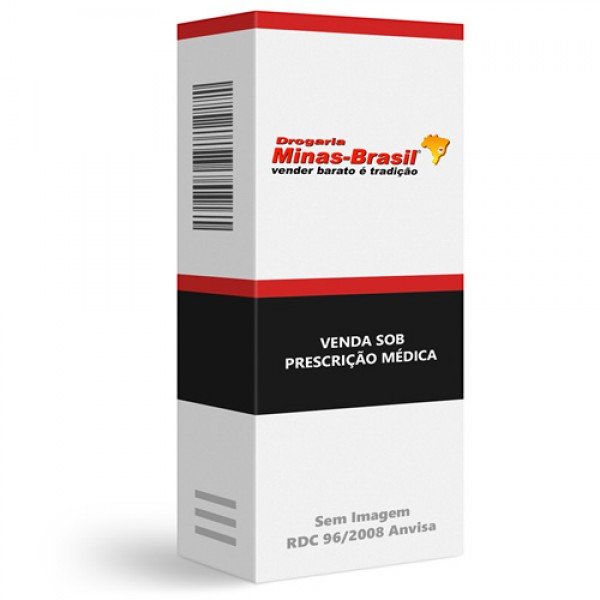 Drogaria
Minas-Brasil®
vender barato é tradição
VENDA SOB
PRESCRIÇÃO MÉDICA
Sem Imagem
RDC 96/2008 Anvisa